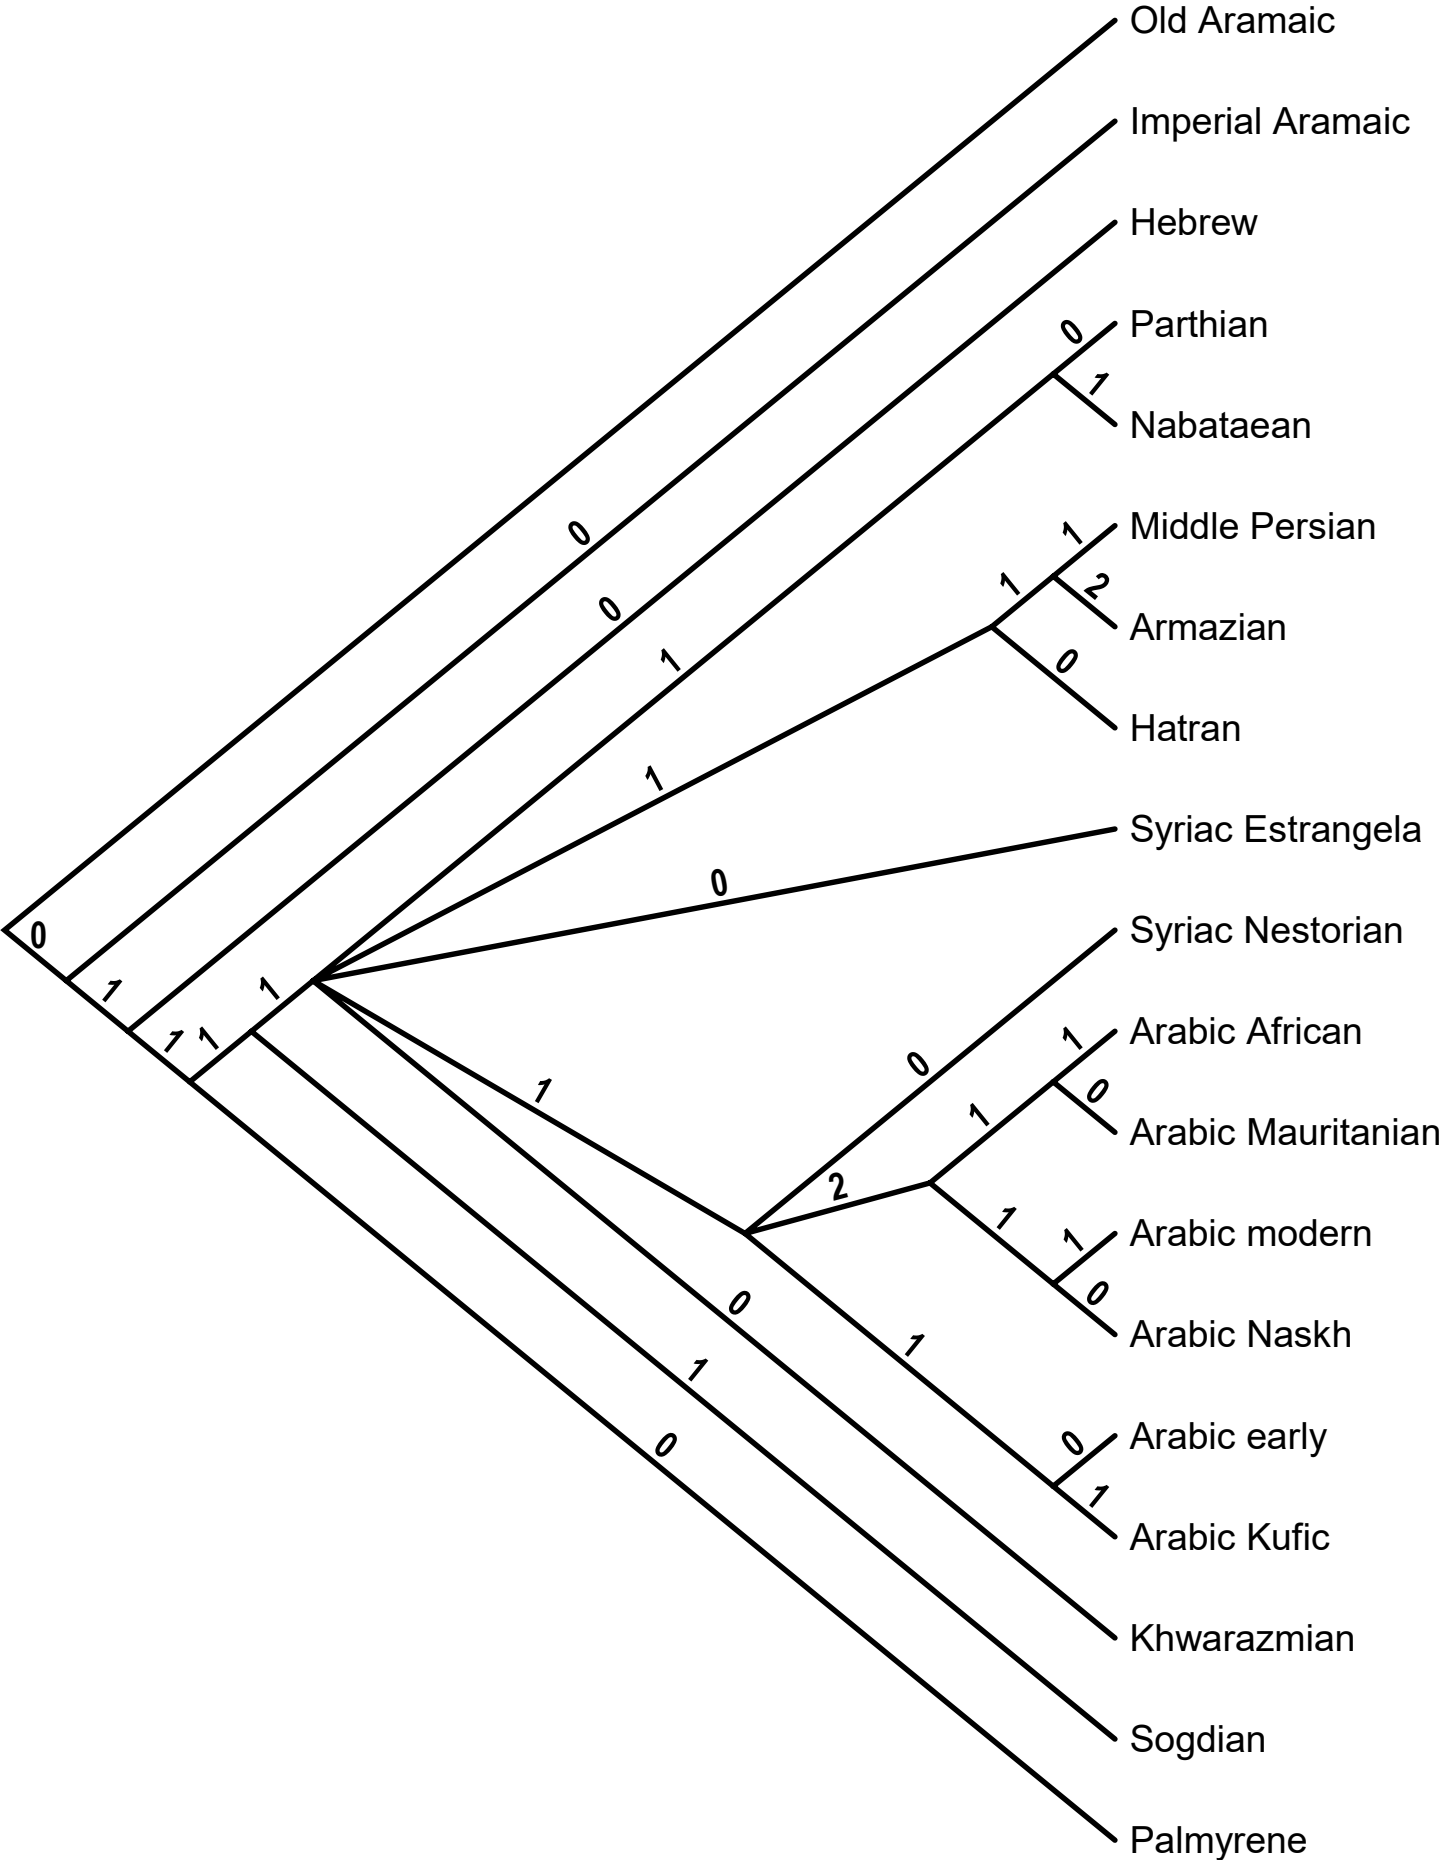 Old Aramaic
Imperial Aramaic
Hebrew
0
Parthian
1
Nabataean
1
Middle Persian
0
1
2
Armazian
0
1
0
Hatran
1
Syriac Estrangela
0
Syriac Nestorian
0
1
1
Arabic African
1
1
1
0
1
0
1
Arabic Mauritanian
2
1
1
Arabic modern
0
0
Arabic Naskh
1
1
0
Arabic early
0
1
Arabic Kufic
Khwarazmian
Sogdian
Palmyrene